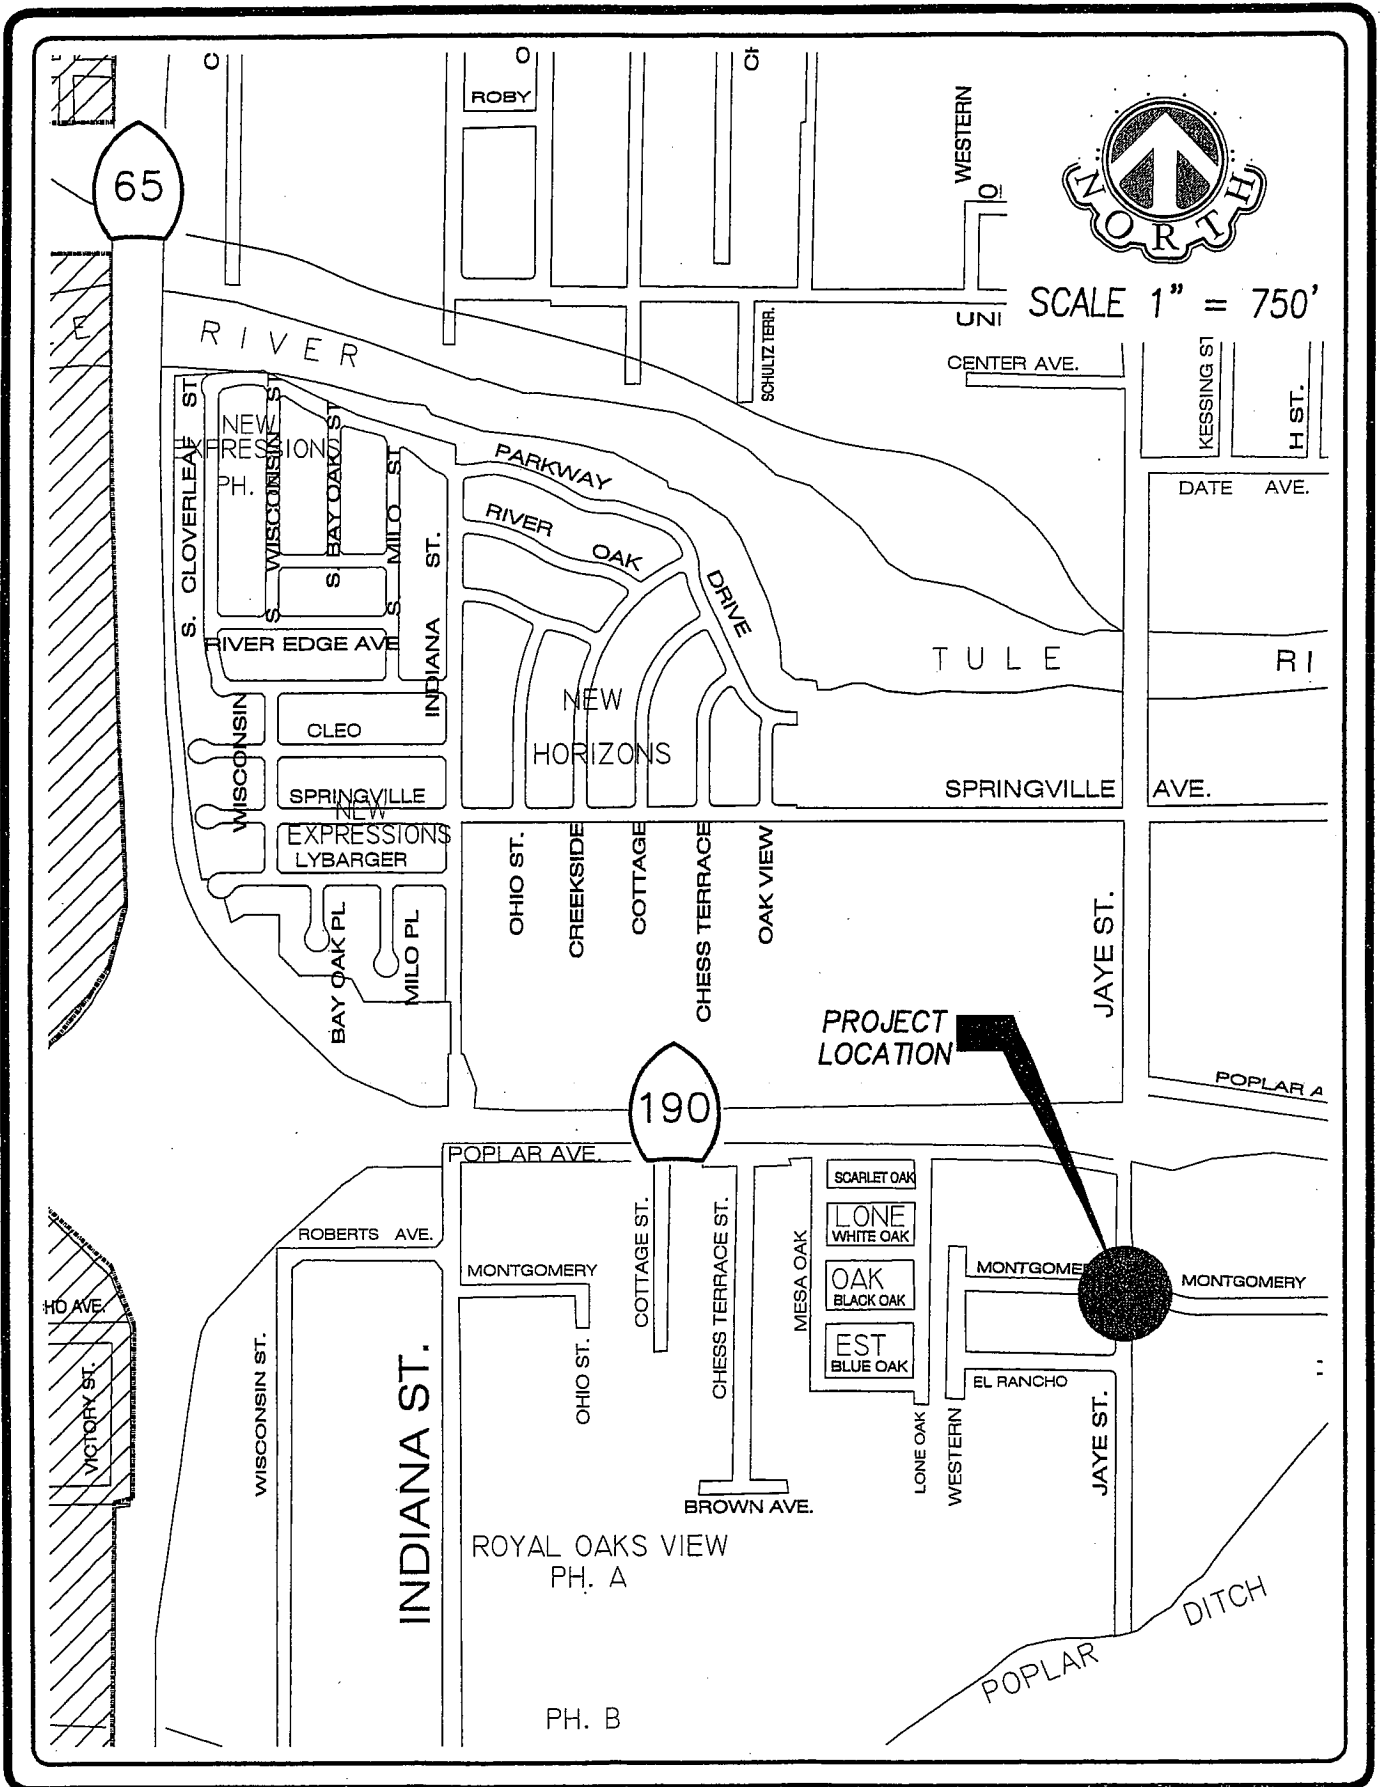 ROBY
WESTERN
65
NORTH
SCALE 1" = 750'
UNI
SCHULTZ TERR.
CENTER AVE.
KESSING ST
H ST.
DATE AVE.
E
RIVER
S. CLOVERLEAF ST
NEW
EXPRESSIONS
PH.
S. WISCONSIN ST
S. BAY OAK ST
S. MILO ST
INDIANA ST.
RIVER EDGE AVE
PARKWAY
DRIVE
RIVER OAK
TULE RI
NEW
HORIZONS
WISCONSIN
CLEO
SPRINGVILLE
NEW
EXPRESSIONS
LYBARGER
SPRINGVILLE AVE.
BAY OAK PL
MILO PL
OHIO ST.
CREEKSIDE
COTTAGE
CHESS TERRACE
OAK VIEW
JAYE ST.
PROJECT
LOCATION
POPLAR A
190
POPLAR AVE.
ROBERTS AVE.
MONTGOMERY
COTTAGE ST.
CHESS TERRACE ST.
MESA OAK
SCARLET OAK
LONE
WHITE OAK
OAK
BLACK OAK
EST
BLUE OAK
MONTGOME
MONTGOMERY
EL RANCHO
HO AVE.
VICTORY ST.
WISCONSIN ST.
INDIANA ST.
OHIO ST.
LONE OAK
WESTERN
JAYE ST.
BROWN AVE.
ROYAL OAKS VIEW
PH. A
POPLAR DITCH
PH. B